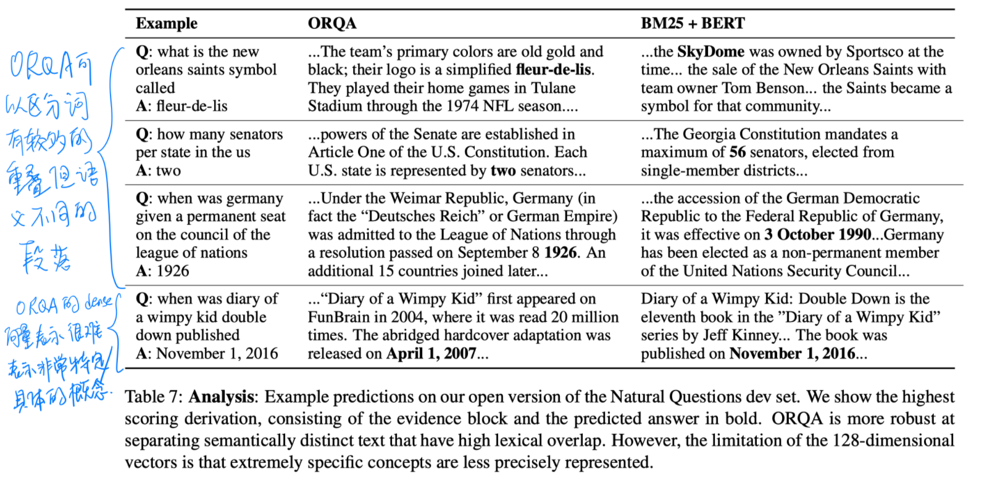 Example ORQA BM25 + BERT
Q: what is the new
orleans saints symbol
called
A: fleur-de-lis
...The team's primary colors are old gold and
black; their logo is a simplified fleur-de-lis.
They played their home games in Tulane
Stadium through the 1974 NFL season....
...the SkyDome was owned by Sportsco at the
time... the sale of the New Orleans Saints with
team owner Tom Benson... the Saints became a
symbol for that community...
Q: how many senators
per state in the us
A: two
...powers of the Senate are established in
Article One of the U.S. Constitution. Each
U.S. state is represented by two senators...
...The Georgia Constitution mandates a
maximum of 56 senators, elected from
single-member districts...
Q: when was germany
given a permanent seat
on the council of the
league of nations
A: 1926
...Under the Weimar Republic, Germany (in
fact the “Deutsches Reich” or German Empire)
was admitted to the League of Nations through
a resolution passed on September 8 1926. An
additional 15 countries joined later...
...the accession of the German Democratic
Republic to the Federal Republic of Germany,
it was effective on 3 October 1990...Germany
has been elected as a non-permanent member
of the United Nations Security Council...
Q: when was diary of
a wimpy kid double
down published
A: November 1, 2016
...“Diary of a Wimpy Kid” first appeared on
FunBrain in 2004, where it was read 20 million
times. The abridged hardcover adaptation was
released on April 1, 2007...
Diary of a Wimpy Kid: Double Down is the
eleventh book in the ”Diary of a Wimpy Kid”
series by Jeff Kinney... The book was
published on November 1, 2016...
ORQA可
以区分词
有较多的
重叠但语
义不同的
段落
ORQA的dense
向量表示很难
表示非常特定/
具体的概念.
Table 7: Analysis: Example predictions on our open version of the Natural Questions dev set. We show the highest
scoring derivation, consisting of the evidence block and the predicted answer in bold. ORQA is more robust at
separating semantically distinct text that have high lexical overlap. However, the limitation of the 128-dimensional
vectors is that extremely specific concepts are less precisely represented.